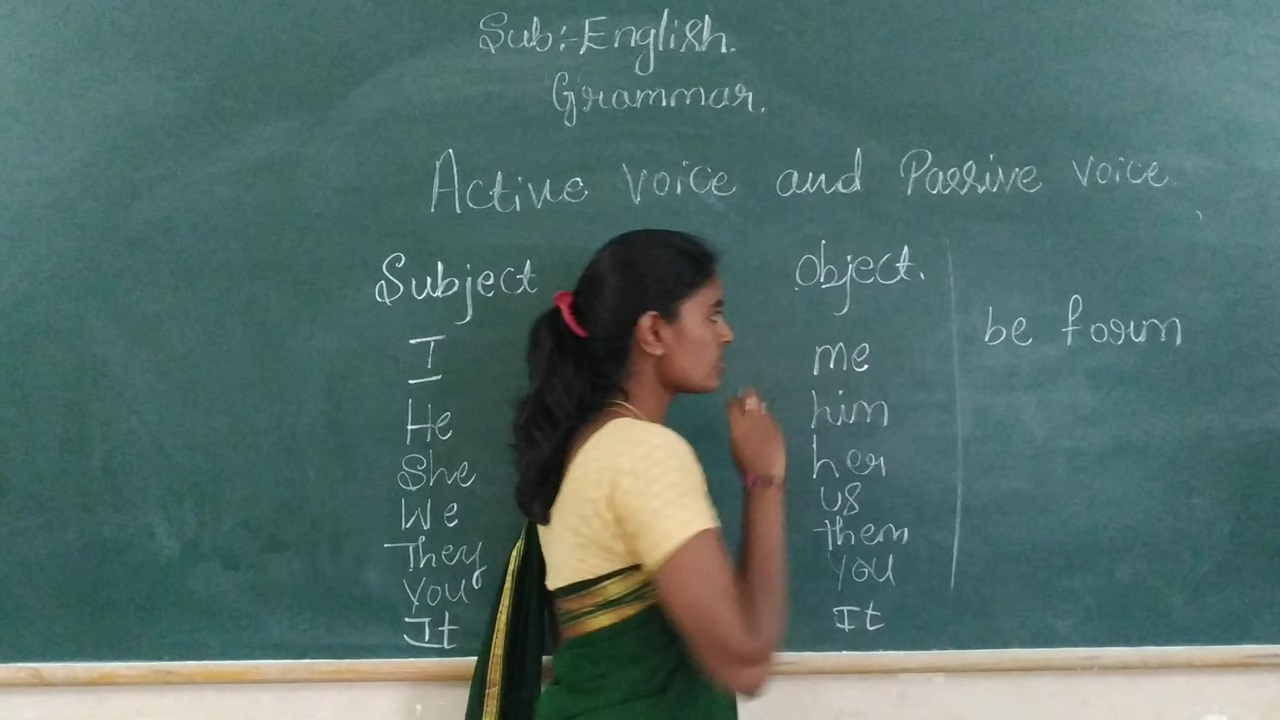 Sub:-English.
Grammar.
Active voice and Passive voice.
Subject object.
be form
I me
He him
She her
We us
They them
You you
It It